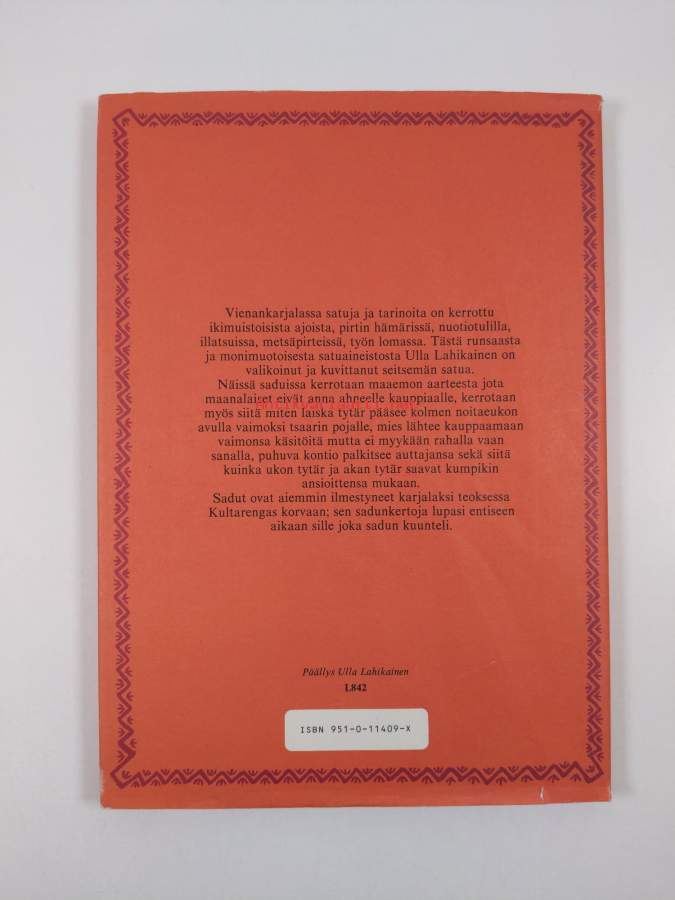 Vienankarjalassa satuja ja tarinoita on kerrottu
ikimuistoisista ajoista, pirtin hämärissä, nuotiotulilla,
illatsuissa, metsäpirteissä, työn lomassa. Tästä runsaasta
ja monimuotoisesta satuaineistosta Ulla Lahikainen on
valikoinut ja kuvittanut seitsemän satua.
Näissä saduissa kerrotaan maaemon aarteesta jota
maanalaiset eivät anna ahneelle kauppiaalle, kerrotaan
myös siitä miten laiska tytär pääsee kolmen noitaeukon
avulla vaimoksi tsaarin pojalle, mies lähtee kauppaamaan
vaimonsa käsitöitä mutta ei myykään rahalla vaan
sanalla, puhuva kontio palkitsee auttajansa sekä siitä
kuinka ukon tytär ja akan tytär saavat kumpikin
ansioittensa mukaan.
Sadut ovat aiemmin ilmestyneet karjalaksi teoksessa
Kultarengas korvaan; sen sadunkertoja lupasi entiseen
aikaan sille joka sadun kuunteli.
Päällys Ulla Lahikainen
L842
ISBN 951-0-11409-X